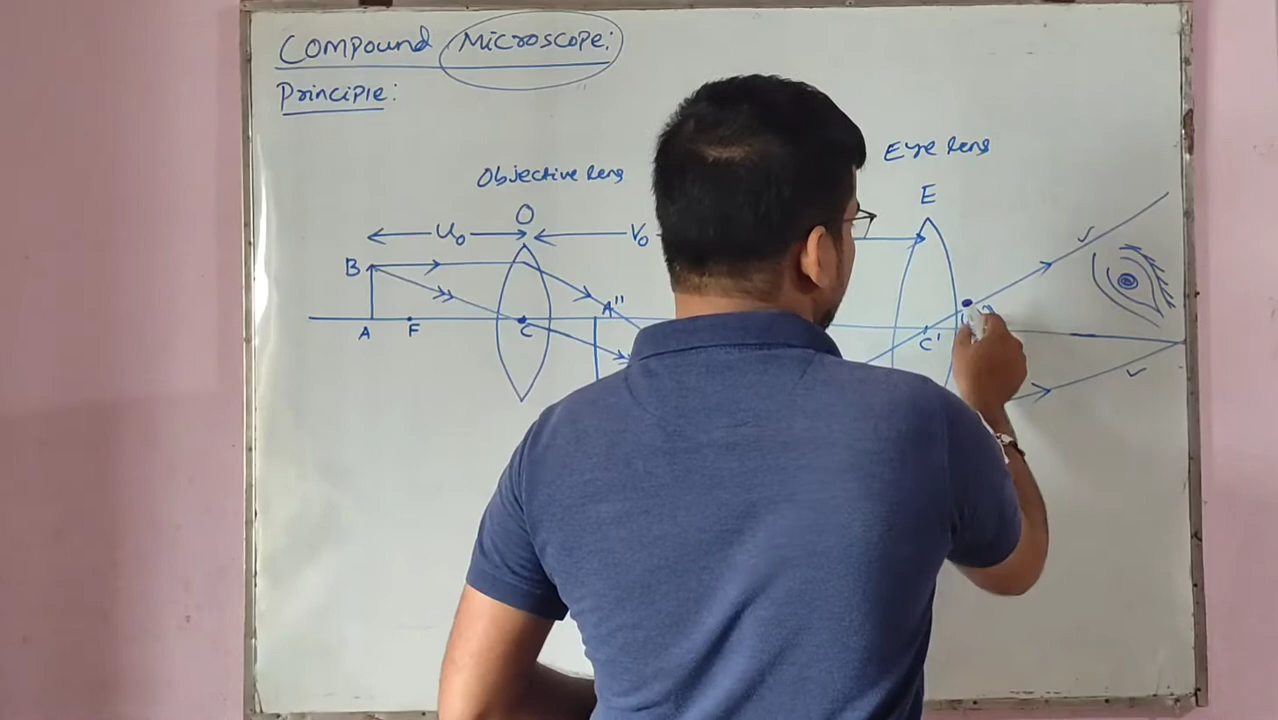 Compound Microscope:
Principle:
Eye lens
Objective lens
E
O
u₀
V₀
B
A"
A
F
C
C'